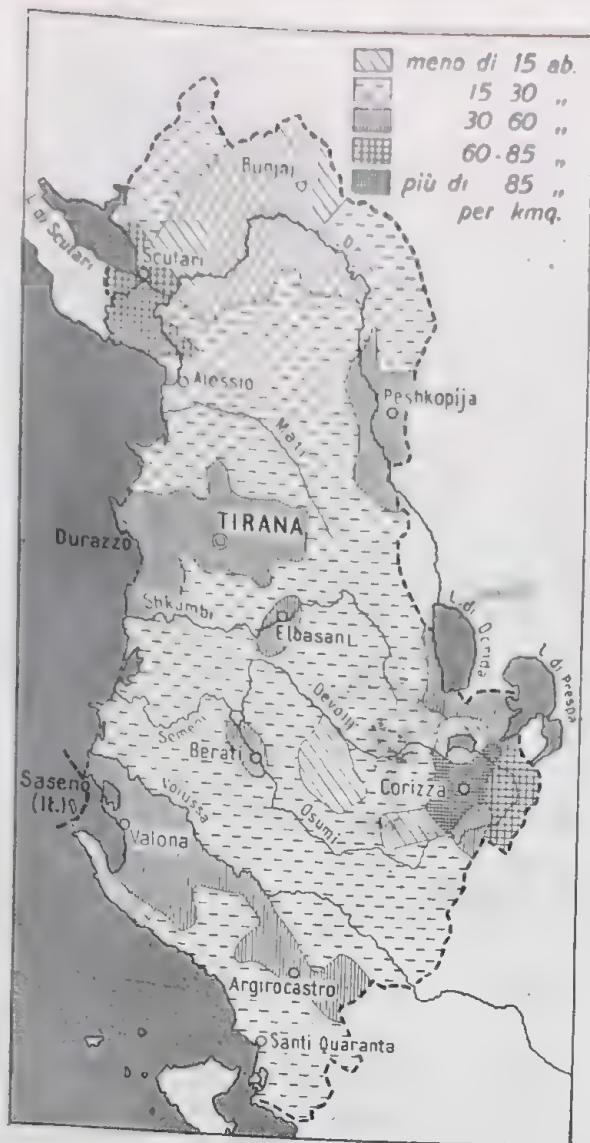 meno di 15 ab.
15 30 „
30 60 „
60-85 „
più di 85 „
per kmq.
Bunjai
L. di Scutari
Scutari
D.
Alessio
Peshkopija
Mati
TIRANA
Durazzo
Shkumbi
Elbasani
L. di Ocrida
L. di Prespa
Devolli
Semeni
Berati
Corizza
Saseno
(It.)
Vojussa
Osumi
Valona
Argirocastro
Santi Quaranta